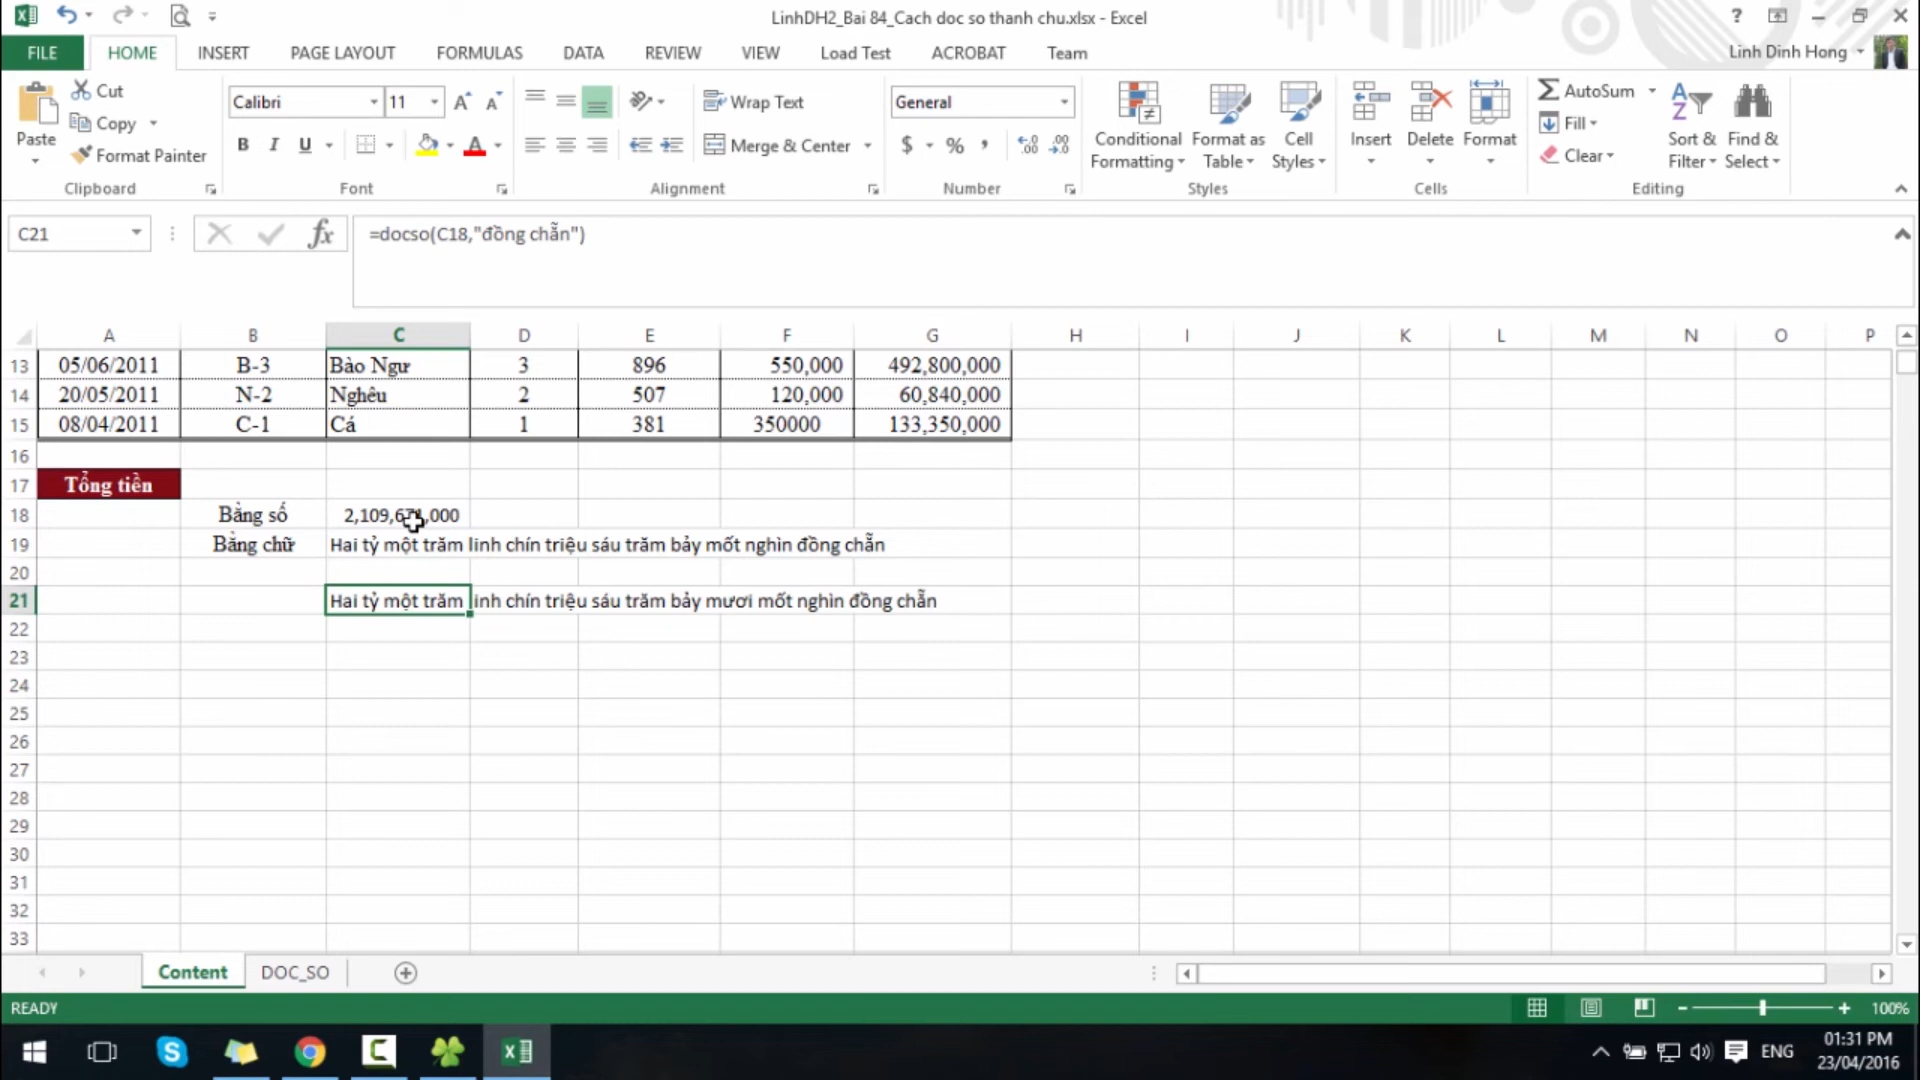 LinhDH2_Bai 84_Cach doc so thanh chu.xlsx - Excel
?
FILE HOME INSERT PAGE LAYOUT FORMULAS DATA REVIEW VIEW Load Test ACROBAT Team Linh Dinh Hong
Paste
Cut
Copy
Format Painter
Clipboard
Calibri 11
B I U
Font
Wrap Text
Merge & Center
Alignment
General
$ % ,
Number
Conditional Formatting
Format as Table
Cell Styles
Styles
Insert Delete Format
Cells
AutoSum
Fill
Clear
Sort & Filter
Find & Select
Editing
C21 fx =docso(C18,"đồng chẵn")
A B C D E F G H I J K L M N O P
13 05/06/2011 B-3 Bào Ngư 3 896 550,000 492,800,000
14 20/05/2011 N-2 Nghêu 2 507 120,000 60,840,000
15 08/04/2011 C-1 Cá 1 381 350000 133,350,000
16
17 Tổng tiền
18 Bằng số
19 Bằng chữ Hai tỷ một trăm linh chín triệu sáu trăm bảy mốt nghìn đồng chẵn
20
21 Hai tỷ một trăm linh chín triệu sáu trăm bảy mươi mốt nghìn đồng chẵn
22
23
24
25
26
27
28
29
30
31
32
33
Content DOC_SO
READY 100%
ENG 01:31 PM
23/04/2016